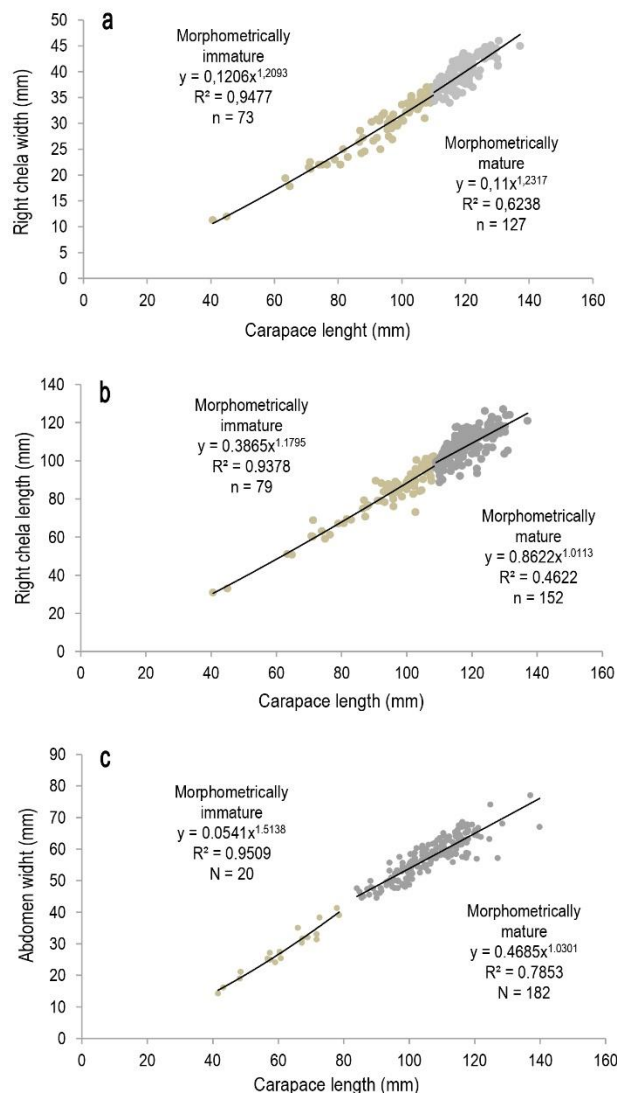 a
50
45
40
35
30
25
20
15
10
5
0
Right chela width (mm)
Morphometrically
immature
y = 0,1206x^1,2093
R² = 0,9477
n = 73
Morphometrically
mature
y = 0,11x^1,2317
R² = 0,6238
n = 127
0 20 40 60 80 100 120 140 160
Carapace lenght (mm)
b
140
120
100
80
60
40
20
0
Right chela length (mm)
Morphometrically
immature
y = 0.3865x^1.1795
R² = 0.9378
n = 79
Morphometrically
mature
y = 0.8622x^1.0113
R² = 0.4622
n = 152
0 20 40 60 80 100 120 140 160
Carapace length (mm)
c
90
80
70
60
50
40
30
20
10
0
Abdomen widht (mm)
Morphometrically
immature
y = 0.0541x^1.5138
R² = 0.9509
N = 20
Morphometrically
mature
y = 0.4685x^1.0301
R² = 0.7853
N = 182
0 20 40 60 80 100 120 140 160
Carapace length (mm)